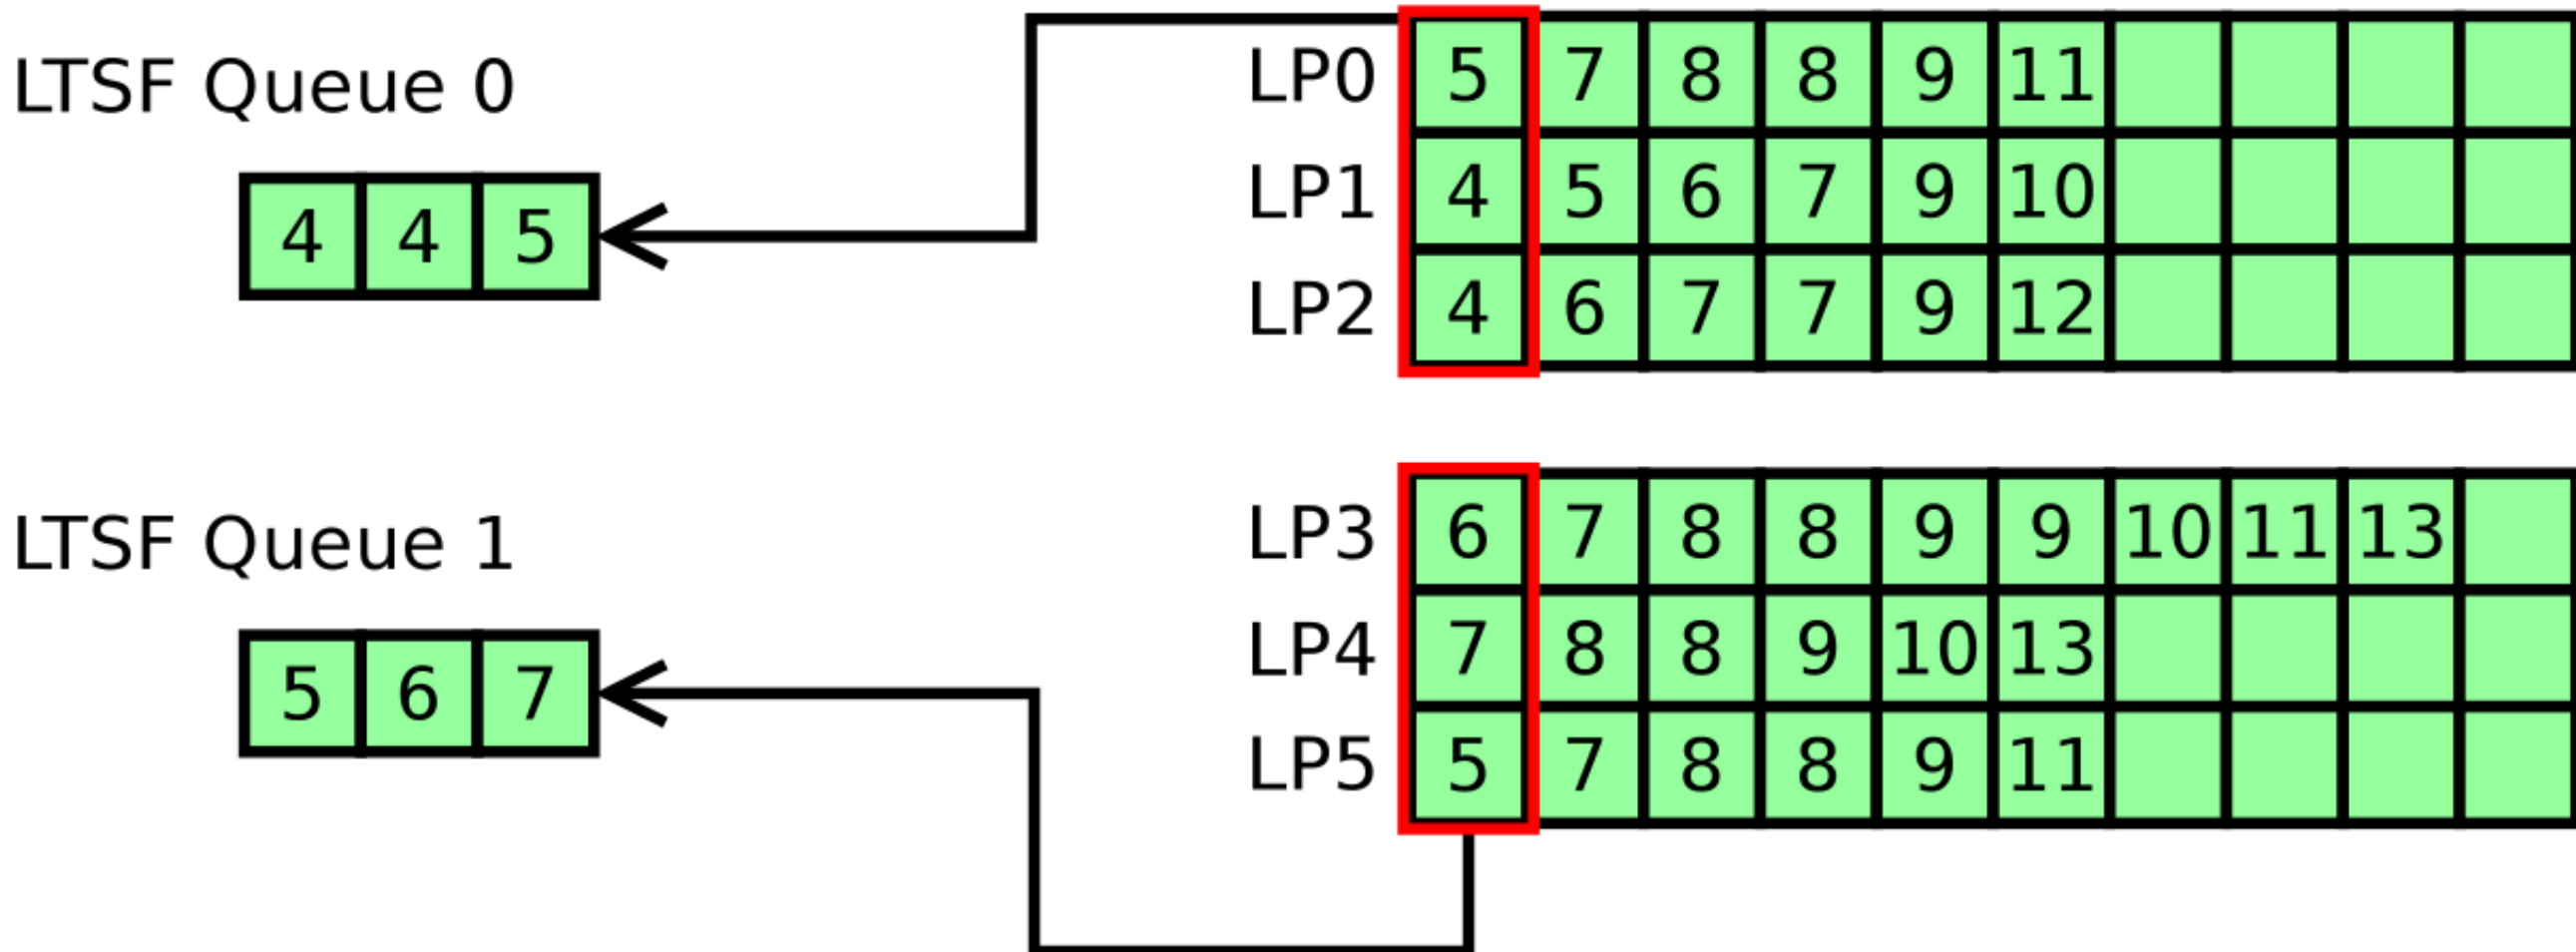 LTSF Queue 0
4 4 5
LP0 5 7 8 8 9 11
LP1 4 5 6 7 9 10
LP2 4 6 7 7 9 12
LTSF Queue 1
5 6 7
LP3 6 7 8 8 9 9 10 11 13
LP4 7 8 8 9 10 13
LP5 5 7 8 8 9 11